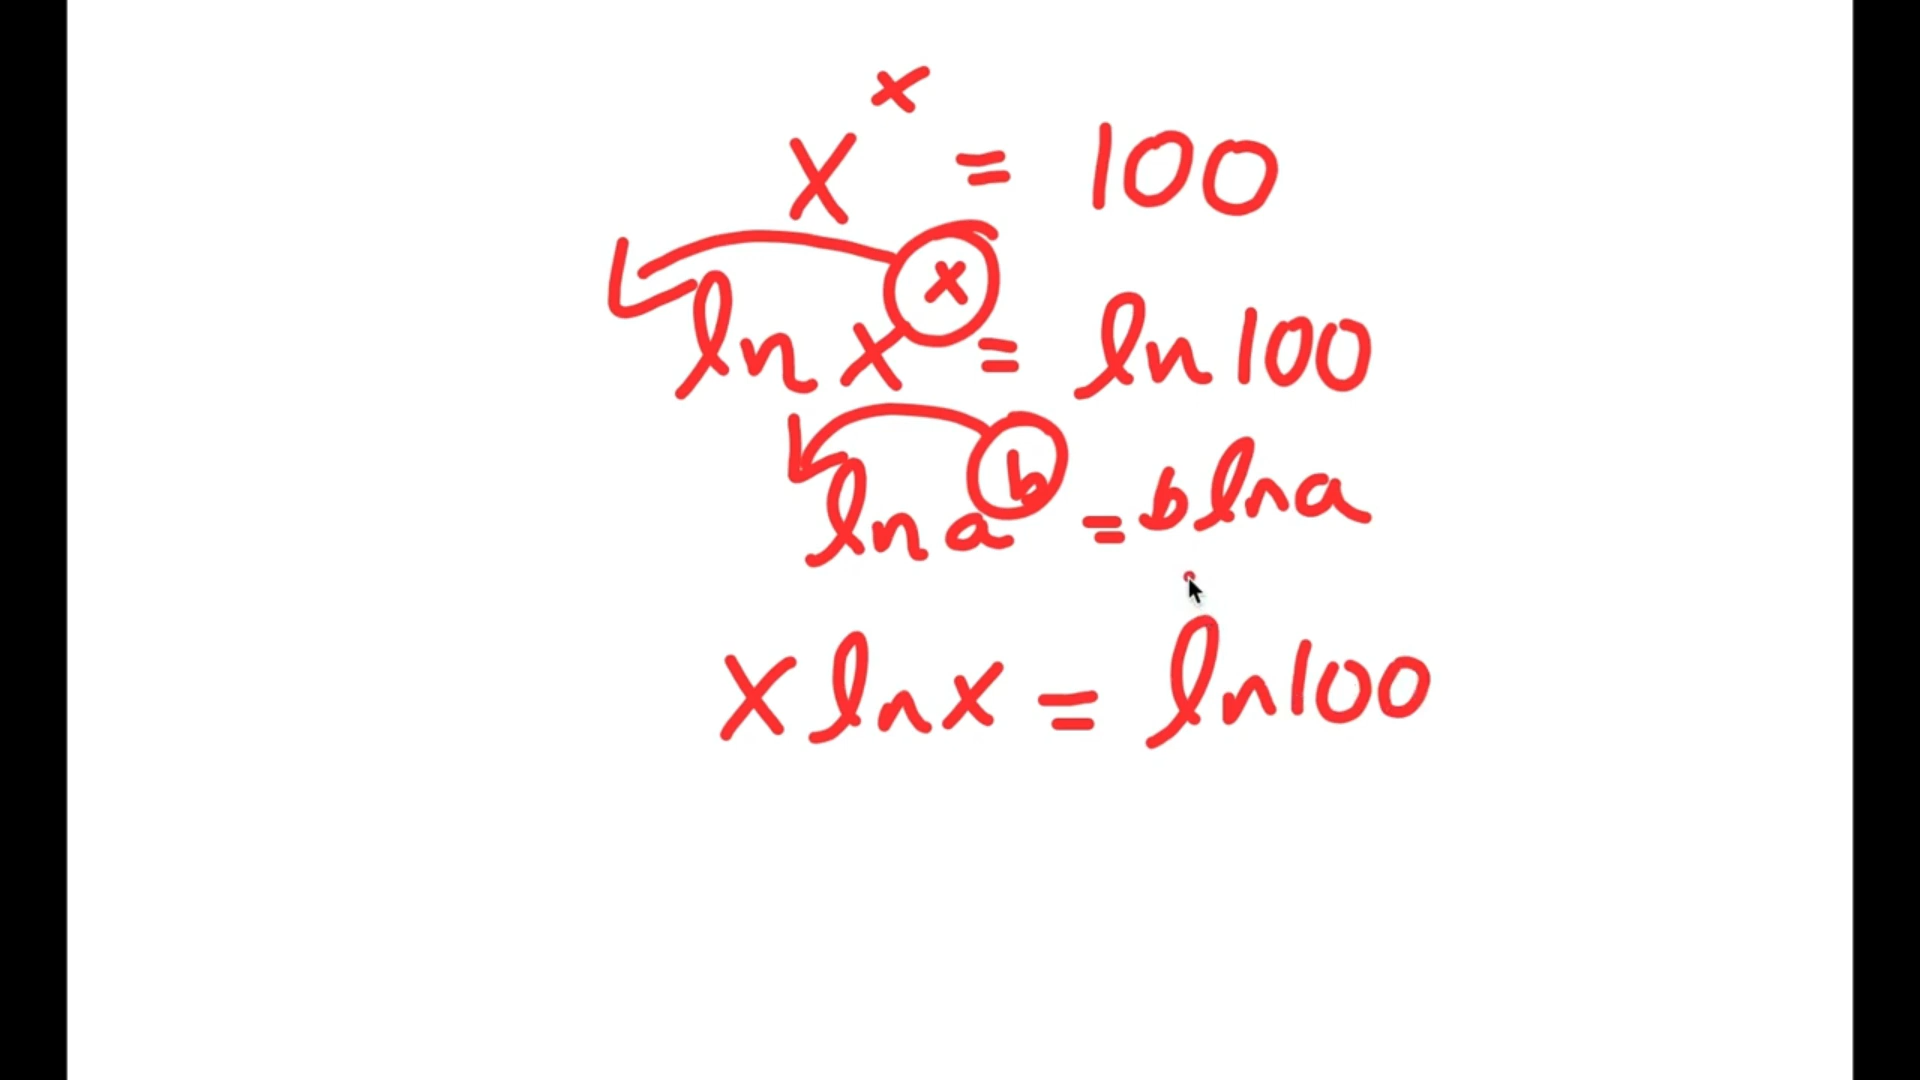 x^x = 100
ln x^x = ln 100
ln a^b = b ln a
x ln x = ln 100